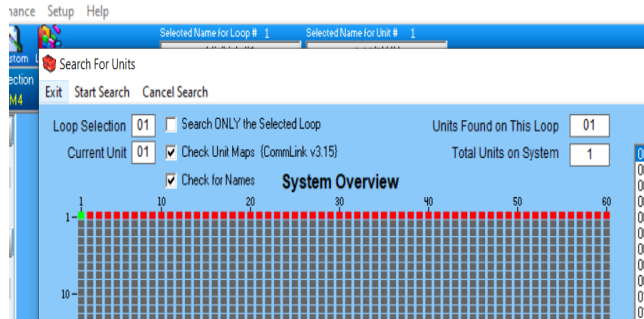 nance Setup Help
Selected Name for Loop # 1 Selected Name for Unit # 1
stom L
Search For Units
ection
Exit Start Search Cancel Search
M4
Loop Selection 01 Search ONLY the Selected Loop Units Found on This Loop 01
Current Unit 01 Check Unit Maps {CommLink v3.15} Total Units on System 1
Check for Names System Overview
1 10 20 30 40 50 60
1
10